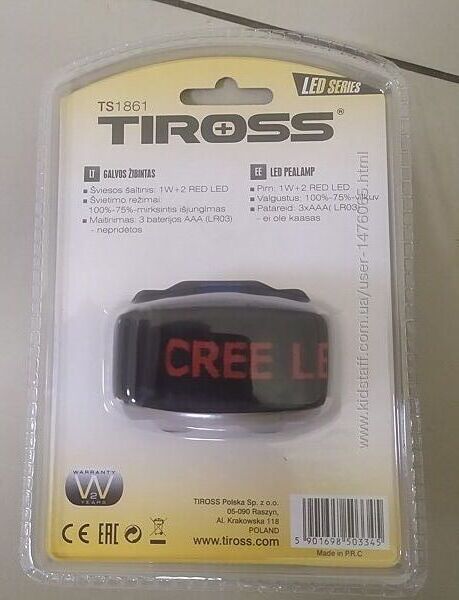 LED SERIES
TS1861
TIROSS®
LT GALVOS ŽIBINTAS
■ Šviesos šaltinis: 1W+2 RED LED
■ Švietimo režimai:
100%-75%-mirksintis išjungimas
■ Maitinimas: 3 baterijos AAA (LR03)
- nepridėtos
EE LED PEALAMP
■ Pirn: 1W+2 RED LED
■ Valgustus: 100%-75%-vilkuv
■ Patareid: 3xAAA( LR03)
- ei ole kaasas
CREE LE
WARRANTY
W
2
YEARS
CE EAC
TIROSS Polska Sp. z o.o.
05-090 Raszyn,
Al. Krakowska 118
POLAND
www.tiross.com
5 901698 503345
Made in P.R.C
www.kidstaff.com.ua/user-1476015.html